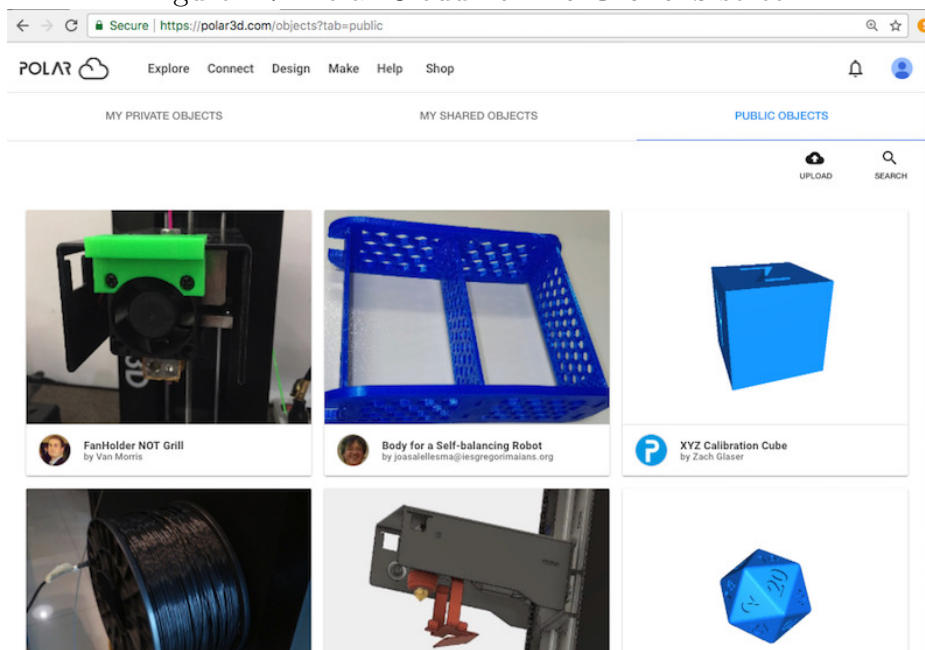 Secure | https://polar3d.com/objects?tab=public
POLAR Explore Connect Design Make Help Shop
MY PRIVATE OBJECTS MY SHARED OBJECTS PUBLIC OBJECTS
UPLOAD SEARCH
3D
FanHolder NOT Grill
by Van Morris
Body for a Self-balancing Robot
by joasalellesma@iesgregorimaians.org
P
XYZ Calibration Cube
by Zach Glaser
Z
20